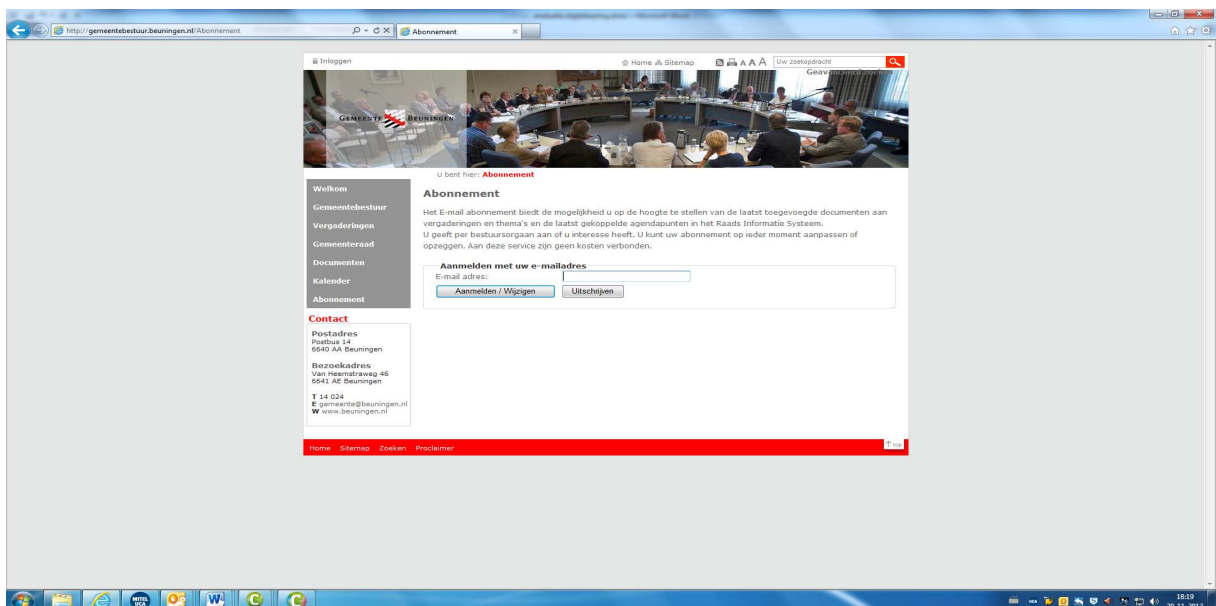 http://gemeentebestuur.beuningen.nl/Abonnement
Abonnement
Inloggen
Home Sitemap
A A A
Uw zoekopdracht
GEMEENTE BEUNINGEN
U bent hier: Abonnement
Welkom
Gemeentebestuur
Vergaderingen
Gemeenteraad
Documenten
Kalender
Abonnement
Contact
Postadres
Postbus 14
6640 AA Beuningen
Bezoekadres
Van Heemstraweg 46
6641 AE Beuningen
T 14 024
E gemeente@beuningen.nl
W www.beuningen.nl
Abonnement
Het E-mail abonnement biedt de mogelijkheid u op de hoogte te stellen van de laatst toegevoegde documenten aan
vergaderingen en thema's en de laatst gekoppelde agendapunten in het Raads Informatie Systeem.
U geeft per bestuursorgaan aan of u interesse heeft. U kunt uw abonnement op ieder moment aanpassen of
opzeggen. Aan deze service zijn geen kosten verbonden.
Aanmelden met uw e-mailadres
E-mail adres:
Aanmelden / Wijzigen
Uitschrijven
Home Sitemap Zoeken Proclaimer
top
MITEL
UCA
UCA
18:19